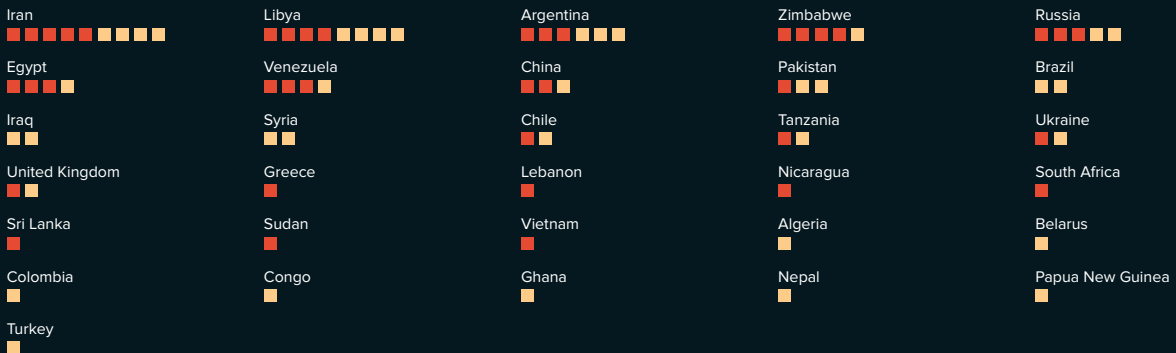 Iran
Libya
Argentina
Zimbabwe
Russia
Egypt
Venezuela
China
Pakistan
Brazil
Iraq
Syria
Chile
Tanzania
Ukraine
United Kingdom
Greece
Lebanon
Nicaragua
South Africa
Sri Lanka
Sudan
Vietnam
Algeria
Belarus
Colombia
Congo
Ghana
Nepal
Papua New Guinea
Turkey